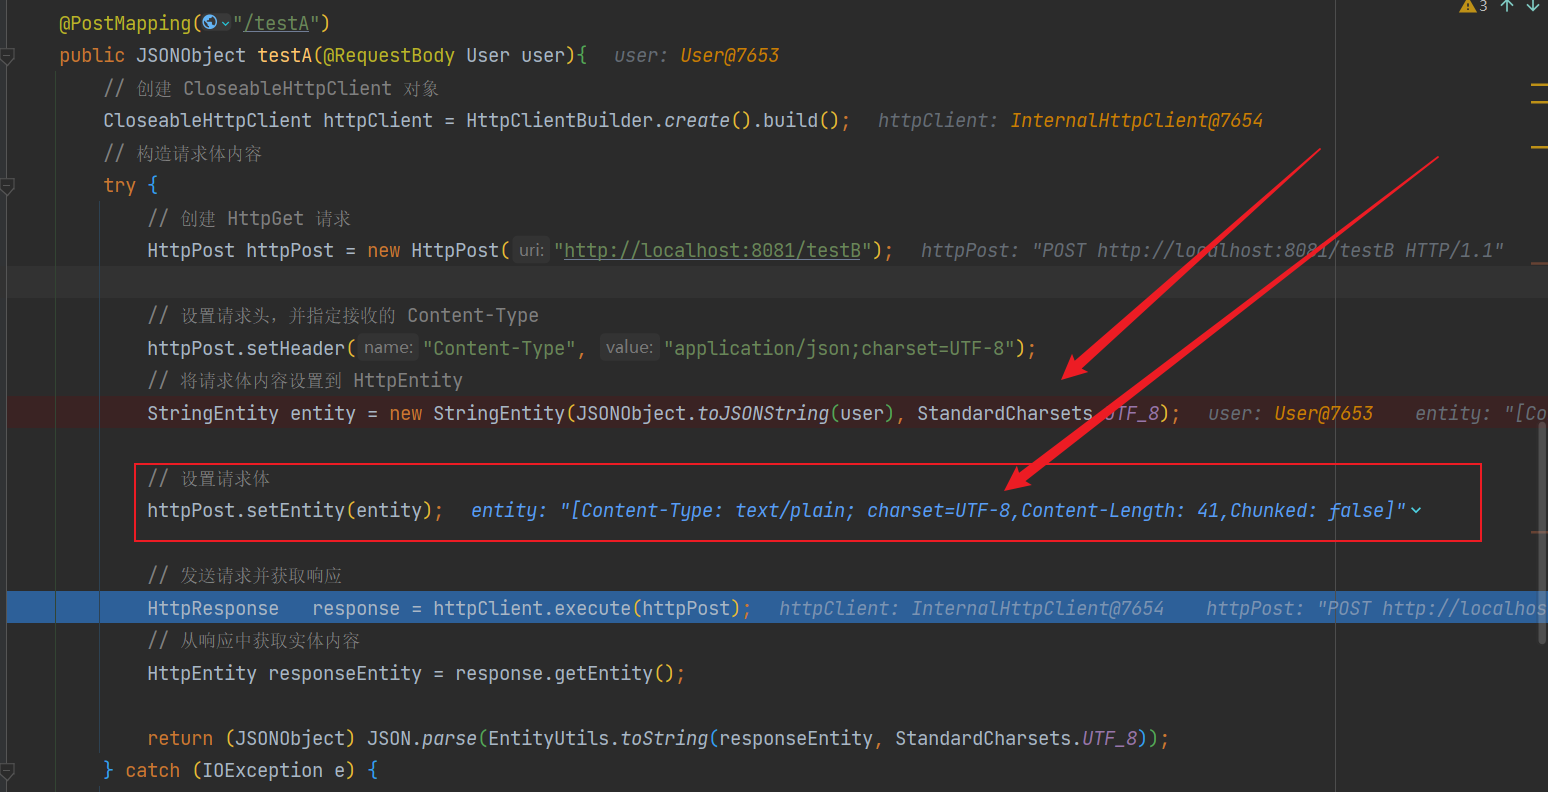 3
@PostMapping("/testA")
public JSONObject testA(@RequestBody User user){ user: User@7653
// 创建 CloseableHttpClient 对象
CloseableHttpClient httpClient = HttpClientBuilder.create().build(); httpClient: InternalHttpClient@7654
// 构造请求体内容
try {
// 创建 HttpGet 请求
HttpPost httpPost = new HttpPost( uri: "http://localhost:8081/testB"); httpPost: "POST http://localhost:8081/testB HTTP/1.1"
// 设置请求头，并指定接收的 Content-Type
httpPost.setHeader( name: "Content-Type", value: "application/json;charset=UTF-8");
// 将请求体内容设置到 HttpEntity
StringEntity entity = new StringEntity(JSONObject.toJSONString(user), StandardCharsets.UTF_8); user: User@7653 entity: "[Co
// 设置请求体
httpPost.setEntity(entity); entity: "[Content-Type: text/plain; charset=UTF-8,Content-Length: 41,Chunked: false]"
// 发送请求并获取响应
HttpResponse response = httpClient.execute(httpPost); httpClient: InternalHttpClient@7654 httpPost: "POST http://localhos
// 从响应中获取实体内容
HttpEntity responseEntity = response.getEntity();
return (JSONObject) JSON.parse(EntityUtils.toString(responseEntity, StandardCharsets.UTF_8));
} catch (IOException e) {